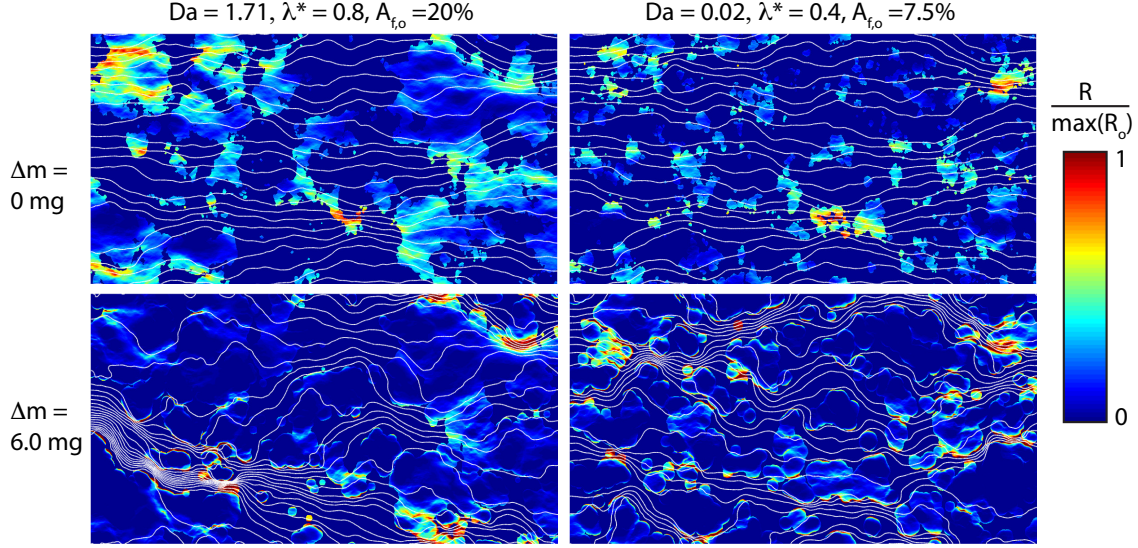 Da = 1.71, λ* = 0.8, A_f,o =20%
Da = 0.02, λ* = 0.4, A_f,o =7.5%
R
max(R_o)
Δm =
0 mg
1
Δm =
6.0 mg
0